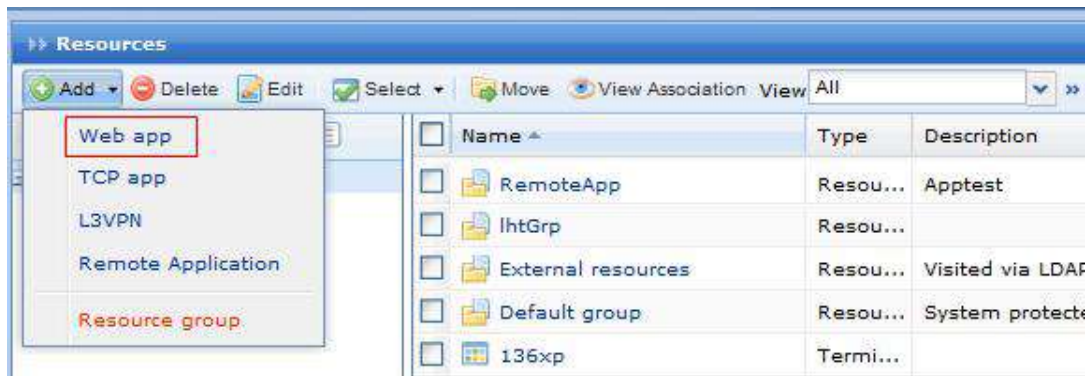 Resources
Add Delete Edit Select Move View Association View All
Web app
TCP app
L3VPN
Remote Application
Resource group
Name Type Description
RemoteApp Resou... Apptest
lhtGrp Resou...
External resources Resou... Visited via LDAP
Default group Resou... System protecte
136xp Termi...